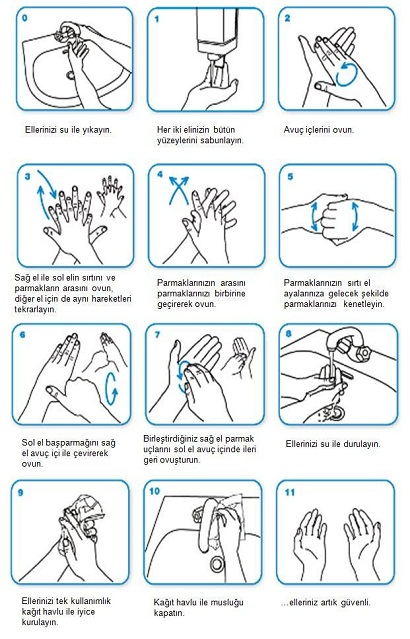 0
1
2
Ellerinizi su ile yıkayın.
Her iki elinizin bütün
yüzeylerini sabunlayın.
Avuç içlerini ovun.
3
4
5
Sağ el ile sol elin sırtını ve
parmakların arasını ovun,
diğer el için de aynı hareketleri
tekrarlayın.
Parmaklarınızın arasını
parmaklarınızı birbirine
geçirerek ovun.
Parmaklarınızın sırtı el
ayalarınıza gelecek şekilde
parmaklarınızı kenetleyin.
6
7
8
Sol el başparmağını sağ
el avuç içi ile çevirerek
ovun.
Birleştirdiğiniz sağ el parmak
uçlarını sol el avuç içinde ileri
geri ovuşturun.
Ellerinizi su ile durulayın.
9
10
11
Ellerinizi tek kullanımlık
kağıt havlu ile iyice
kurulayın.
Kağıt havlu ile musluğu
kapatın.
...elleriniz artık güvenli.